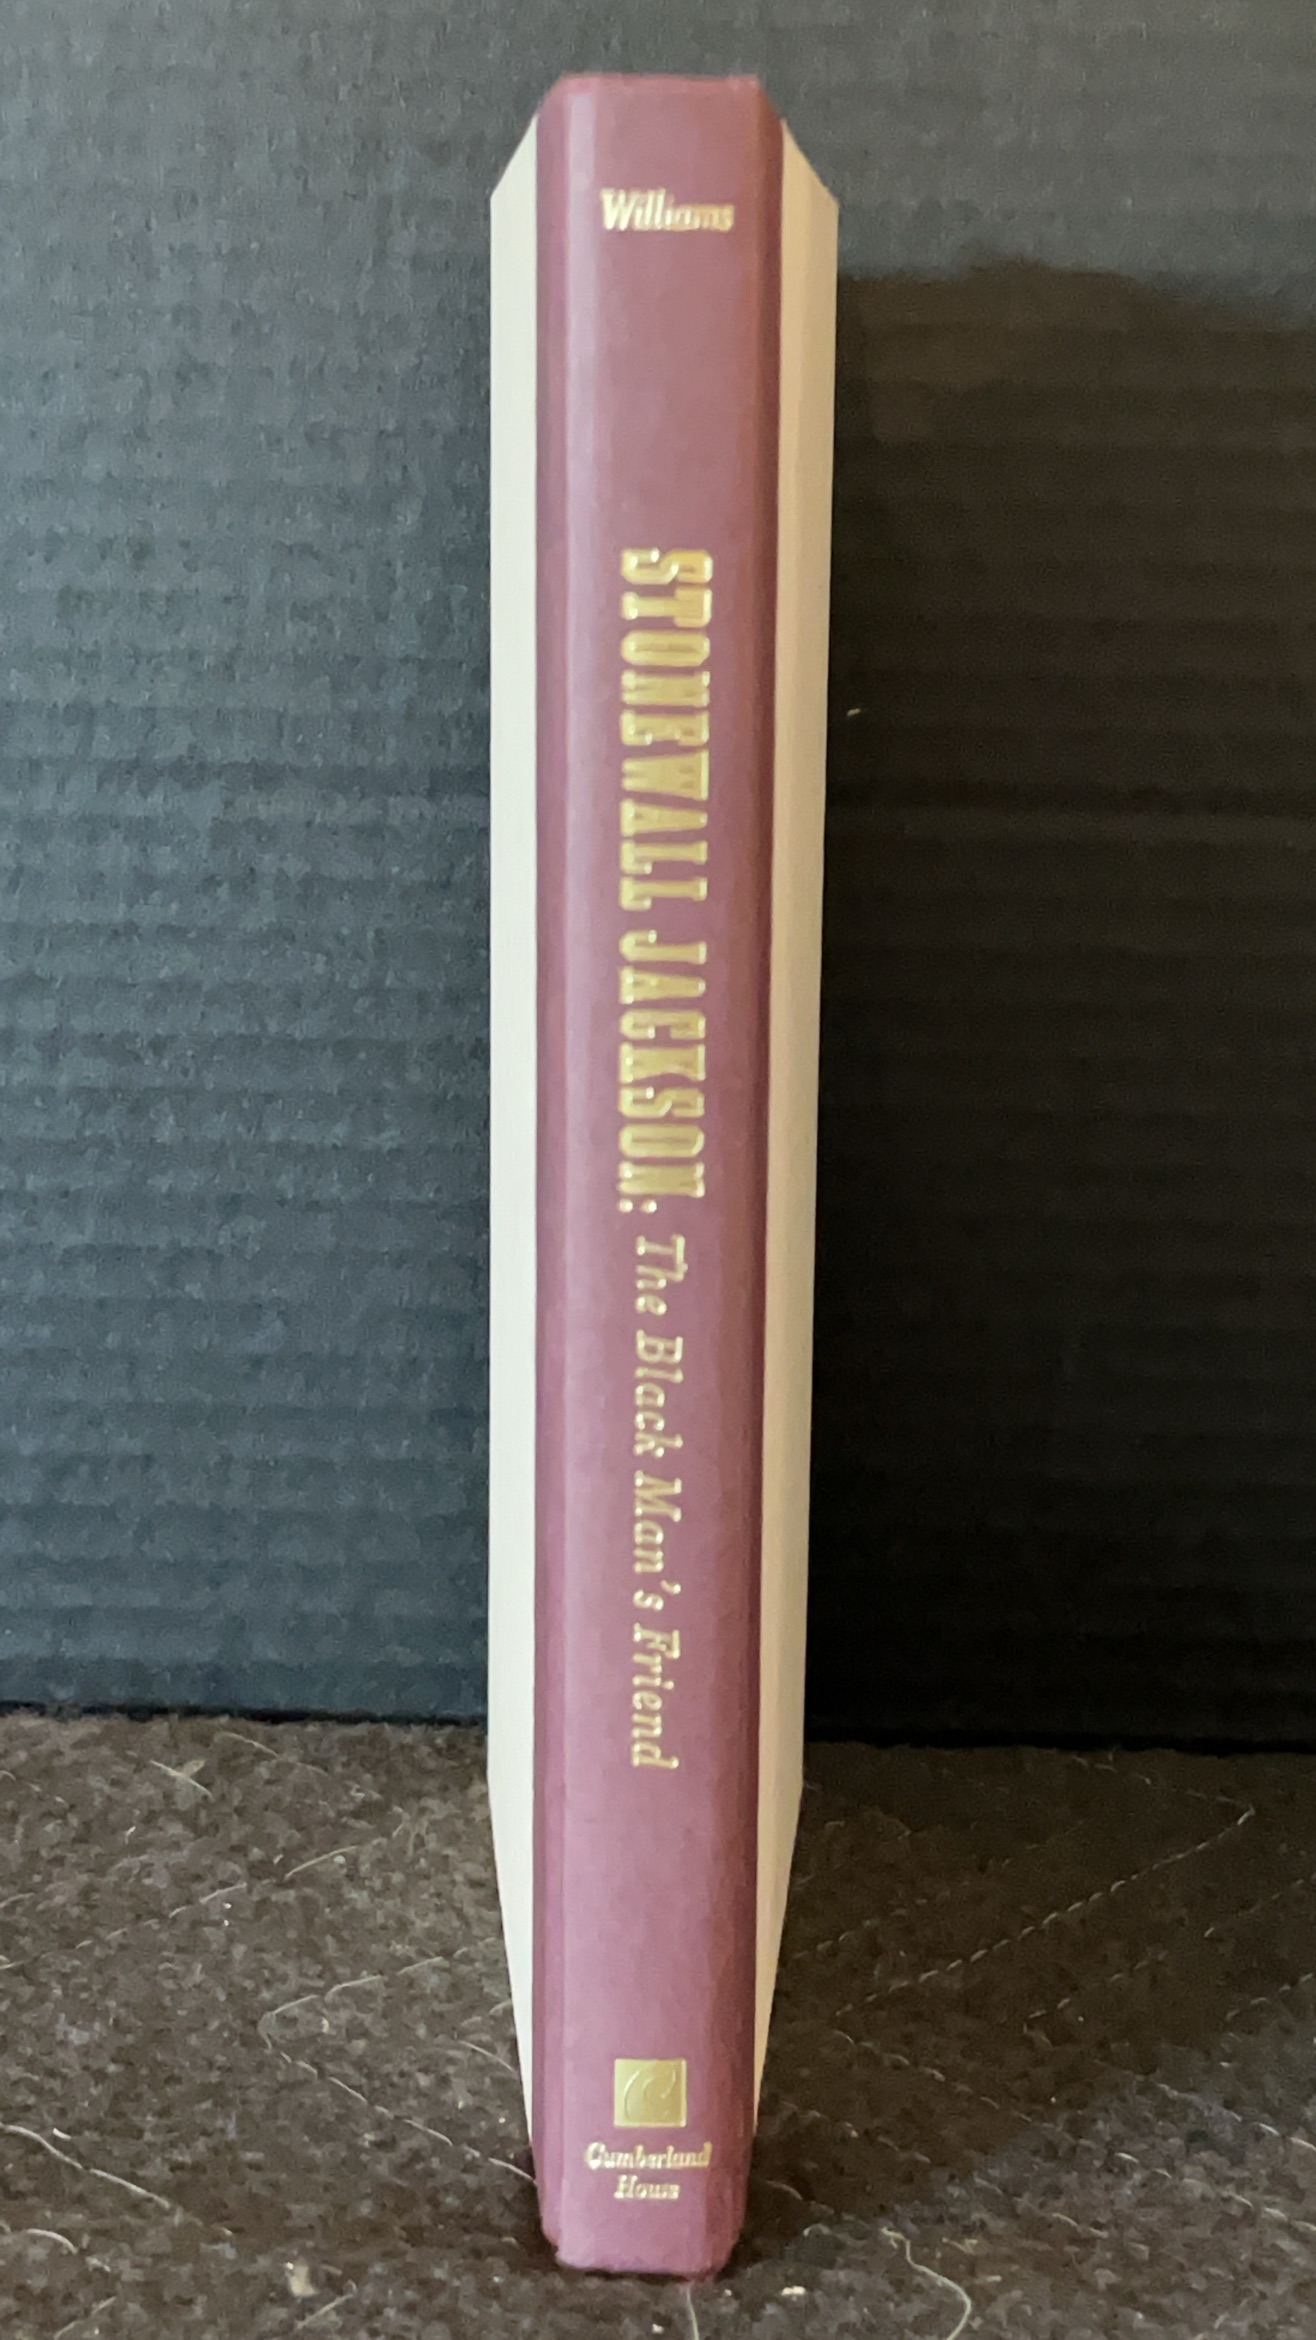 Williams
STONEWALL JACKSON: The Black Man's Friend
Cumberland
House